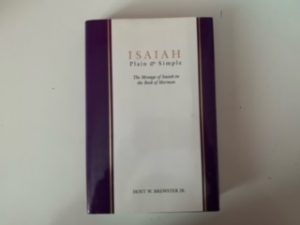 ISAIAH
Plain & Simple
The Message of Isaiah in
the Book of Mormon
HOYT W. BREWSTER JR.